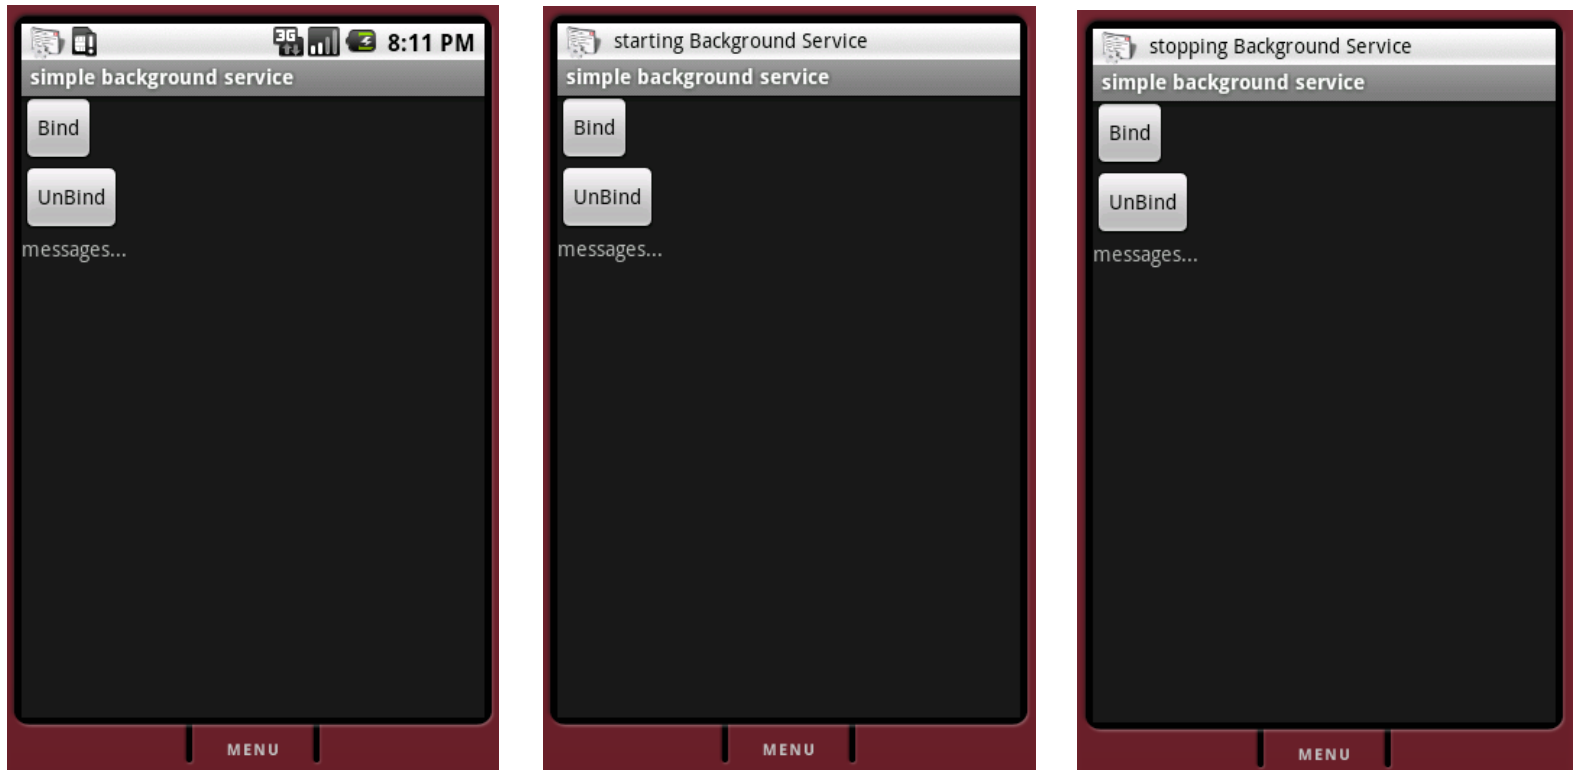 3G 8:11 PM
simple background service
Bind
UnBind
messages...
MENU
starting Background Service
simple background service
Bind
UnBind
messages...
MENU
stopping Background Service
simple background service
Bind
UnBind
messages...
MENU